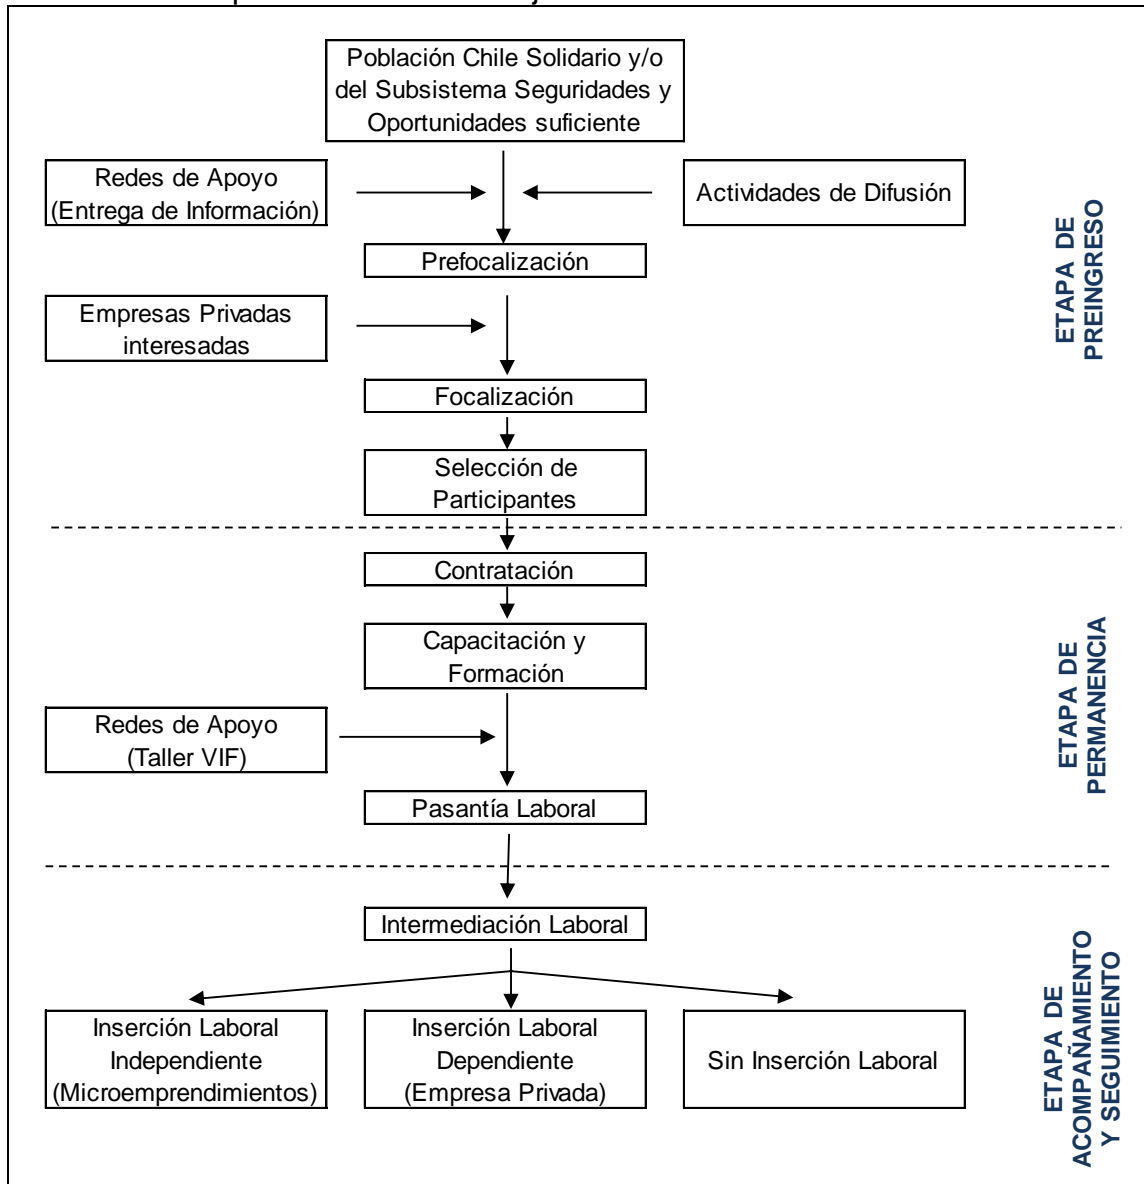 Población Chile Solidario y/o
del Subsistema Seguridades y
Oportunidades suficiente
Redes de Apoyo
(Entrega de Información)
Actividades de Difusión
Prefocalización
Empresas Privadas
interesadas
Focalización
Selección de
Participantes
ETAPA DE
PREINGRESO
Contratación
Capacitación y
Formación
Redes de Apoyo
(Taller VIF)
Pasantía Laboral
ETAPA DE
PERMANENCIA
Intermediación Laboral
Inserción Laboral
Independiente
(Microemprendimientos)
Inserción Laboral
Dependiente
(Empresa Privada)
Sin Inserción Laboral
ETAPA DE
ACOMPAÑAMIENTO
Y SEGUIMIENTO